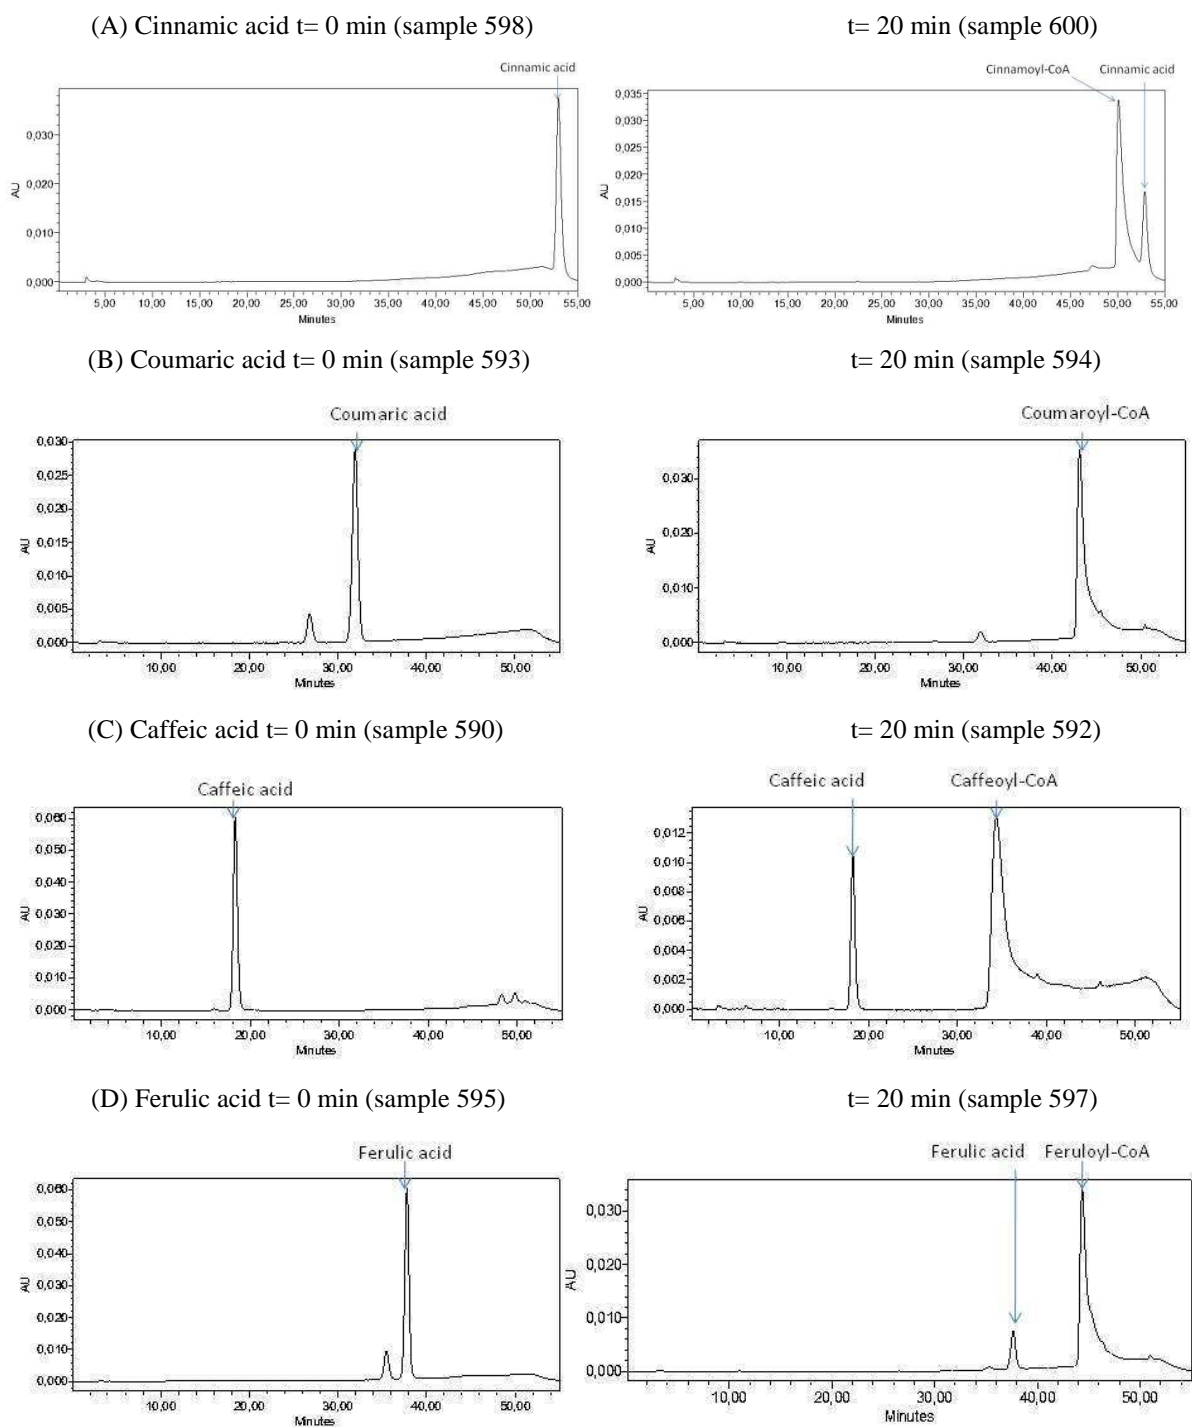 (A) Cinnamic acid t= 0 min (sample 598)
t= 20 min (sample 600)
Cinnamic acid
0,030
0,020
0,010
0,000
AU
5,00 10,00 15,00 20,00 25,00 30,00 35,00 40,00 45,00 50,00 55,00
Minutes
Cinnamoyl-CoA
Cinnamic acid
0,035
0,030
0,025
0,020
0,015
0,010
0,005
0,000
AU
5,00 10,00 15,00 20,00 25,00 30,00 35,00 40,00 45,00 50,00 55,00
Minutes
(B) Coumaric acid t= 0 min (sample 593)
t= 20 min (sample 594)
Coumaric acid
0,030
0,025
0,020
0,015
0,010
0,005
0,000
AU
10,00 20,00 30,00 40,00 50,00
Minutes
Coumaroyl-CoA
0,030
0,020
0,010
0,000
AU
10,00 20,00 30,00 40,00 50,00
Minutes
(C) Caffeic acid t= 0 min (sample 590)
t= 20 min (sample 592)
Caffeic acid
0,060
0,050
0,040
0,030
0,020
0,010
0,000
AU
10,00 20,00 30,00 40,00 50,00
Minutes
Caffeic acid
Caffeoyl-CoA
0,012
0,010
0,008
0,006
0,004
0,002
0,000
AU
10,00 20,00 30,00 40,00 50,00
Minutes
(D) Ferulic acid t= 0 min (sample 595)
t= 20 min (sample 597)
Ferulic acid
0,060
0,050
0,040
0,030
0,020
0,010
0,000
AU
10,00 20,00 30,00 40,00 50,00
Minutes
Ferulic acid
Feruloyl-CoA
0,030
0,020
0,010
0,000
AU
10,00 20,00 30,00 40,00 50,00
Minutes